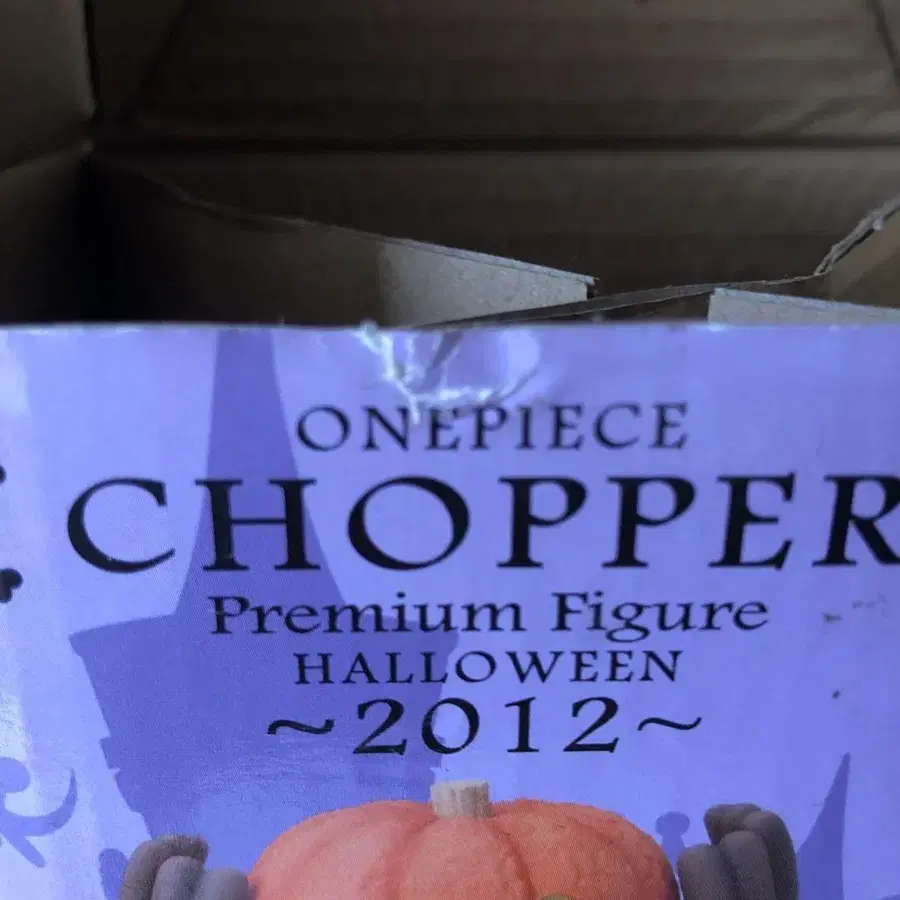 ONEPIECE
CHOPPER
Premium Figure
HALLOWEEN
~2012~